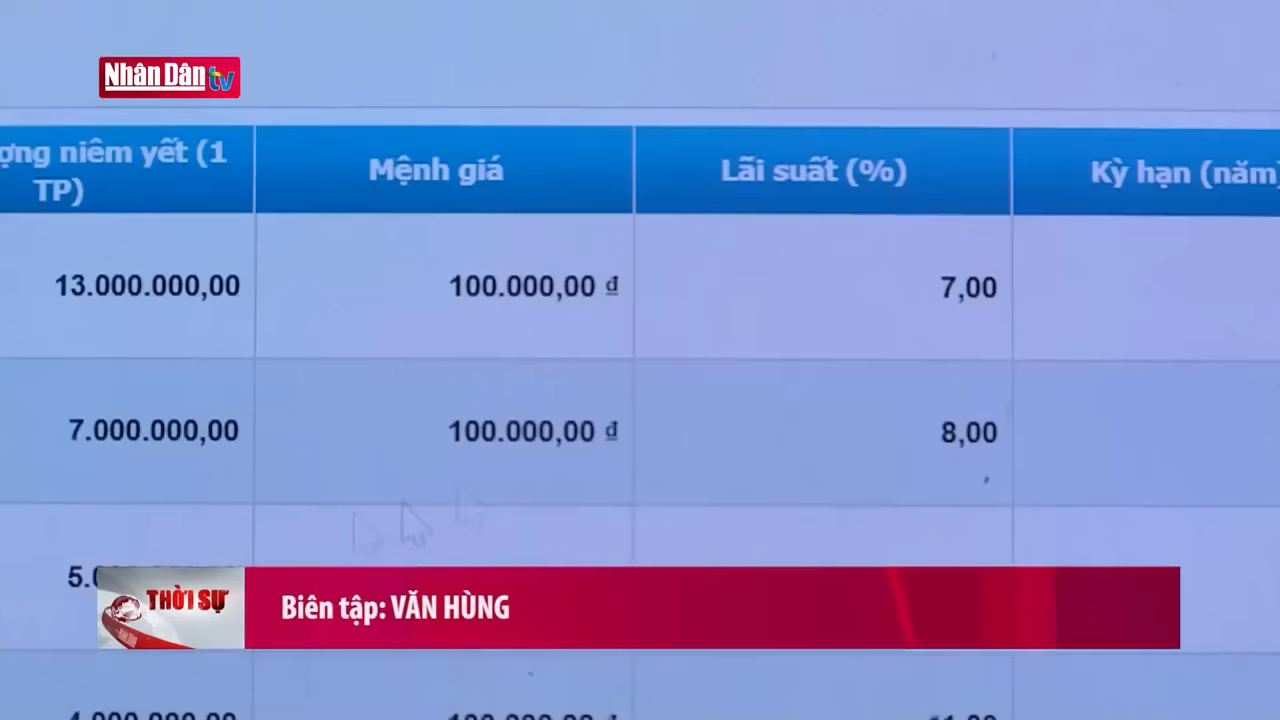 Nhân Dân tv
ợng niêm yết (1
TP)
Mệnh giá
Lãi suất (%)
Kỳ hạn (năm)
13.000.000,00
100.000,00 ₫
7,00
7.000.000,00
100.000,00 ₫
8,00
THỜI SỰ
Biên tập: VĂN HÙNG